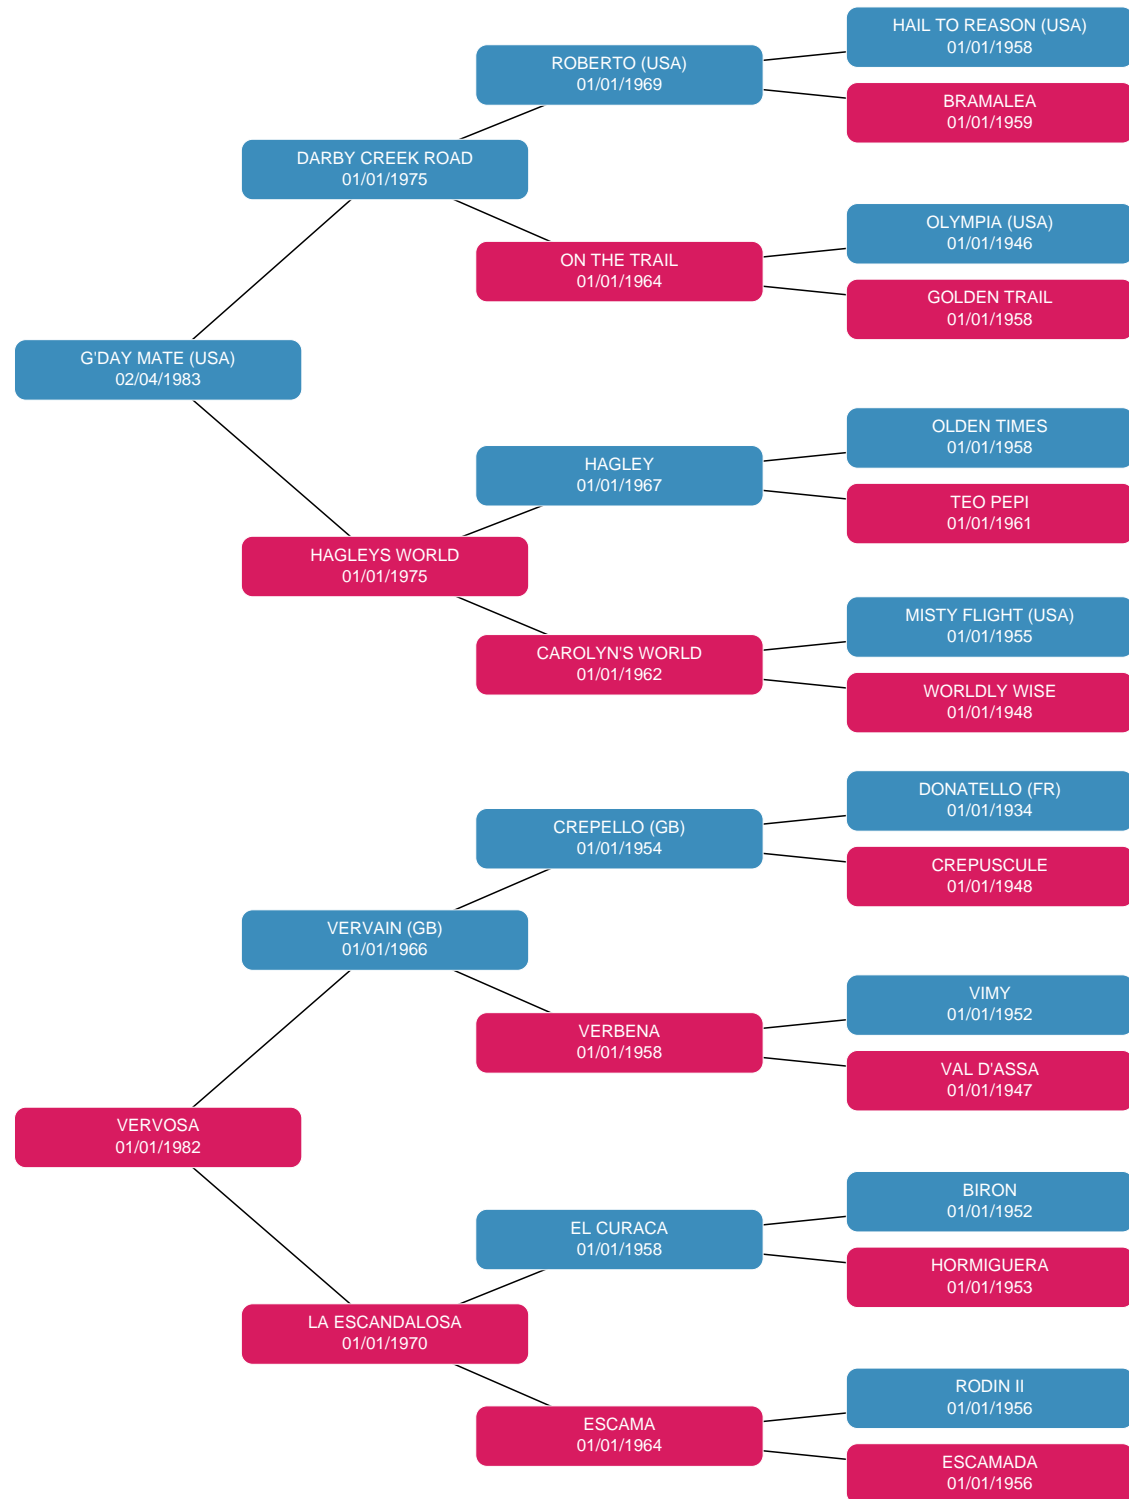 HAIL TO REASON (USA)
01/01/1958
ROBERTO (USA)
01/01/1969
BRAMALEA
01/01/1959
DARBY CREEK ROAD
01/01/1975
OLYMPIA (USA)
01/01/1946
ON THE TRAIL
01/01/1964
GOLDEN TRAIL
01/01/1958
G'DAY MATE (USA)
02/04/1983
OLDEN TIMES
01/01/1958
HAGLEY
01/01/1967
TEO PEPI
01/01/1961
HAGLEYS WORLD
01/01/1975
MISTY FLIGHT (USA)
01/01/1955
CAROLYN'S WORLD
01/01/1962
WORLDLY WISE
01/01/1948
DONATELLO (FR)
01/01/1934
CREPELLO (GB)
01/01/1954
CREPUSCULE
01/01/1948
VERVAIN (GB)
01/01/1966
VIMY
01/01/1952
VERBENA
01/01/1958
VAL D'ASSA
01/01/1947
VERVOSA
01/01/1982
BIRON
01/01/1952
EL CURACA
01/01/1958
HORMIGUERA
01/01/1953
LA ESCANDALOSA
01/01/1970
RODIN II
01/01/1956
ESCAMA
01/01/1964
ESCAMADA
01/01/1956